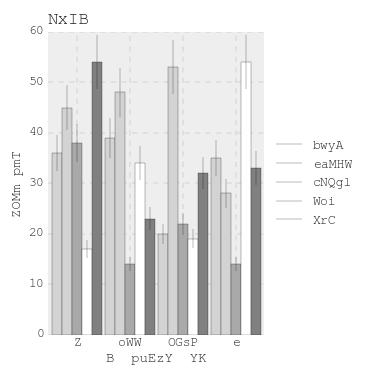 NxIB
60
50
40
30
20
10
0
ZOMm pmT
Z oWW OGsP e
B puEzY YK
bwyA
eaMHW
cNQgl
Woi
XrC